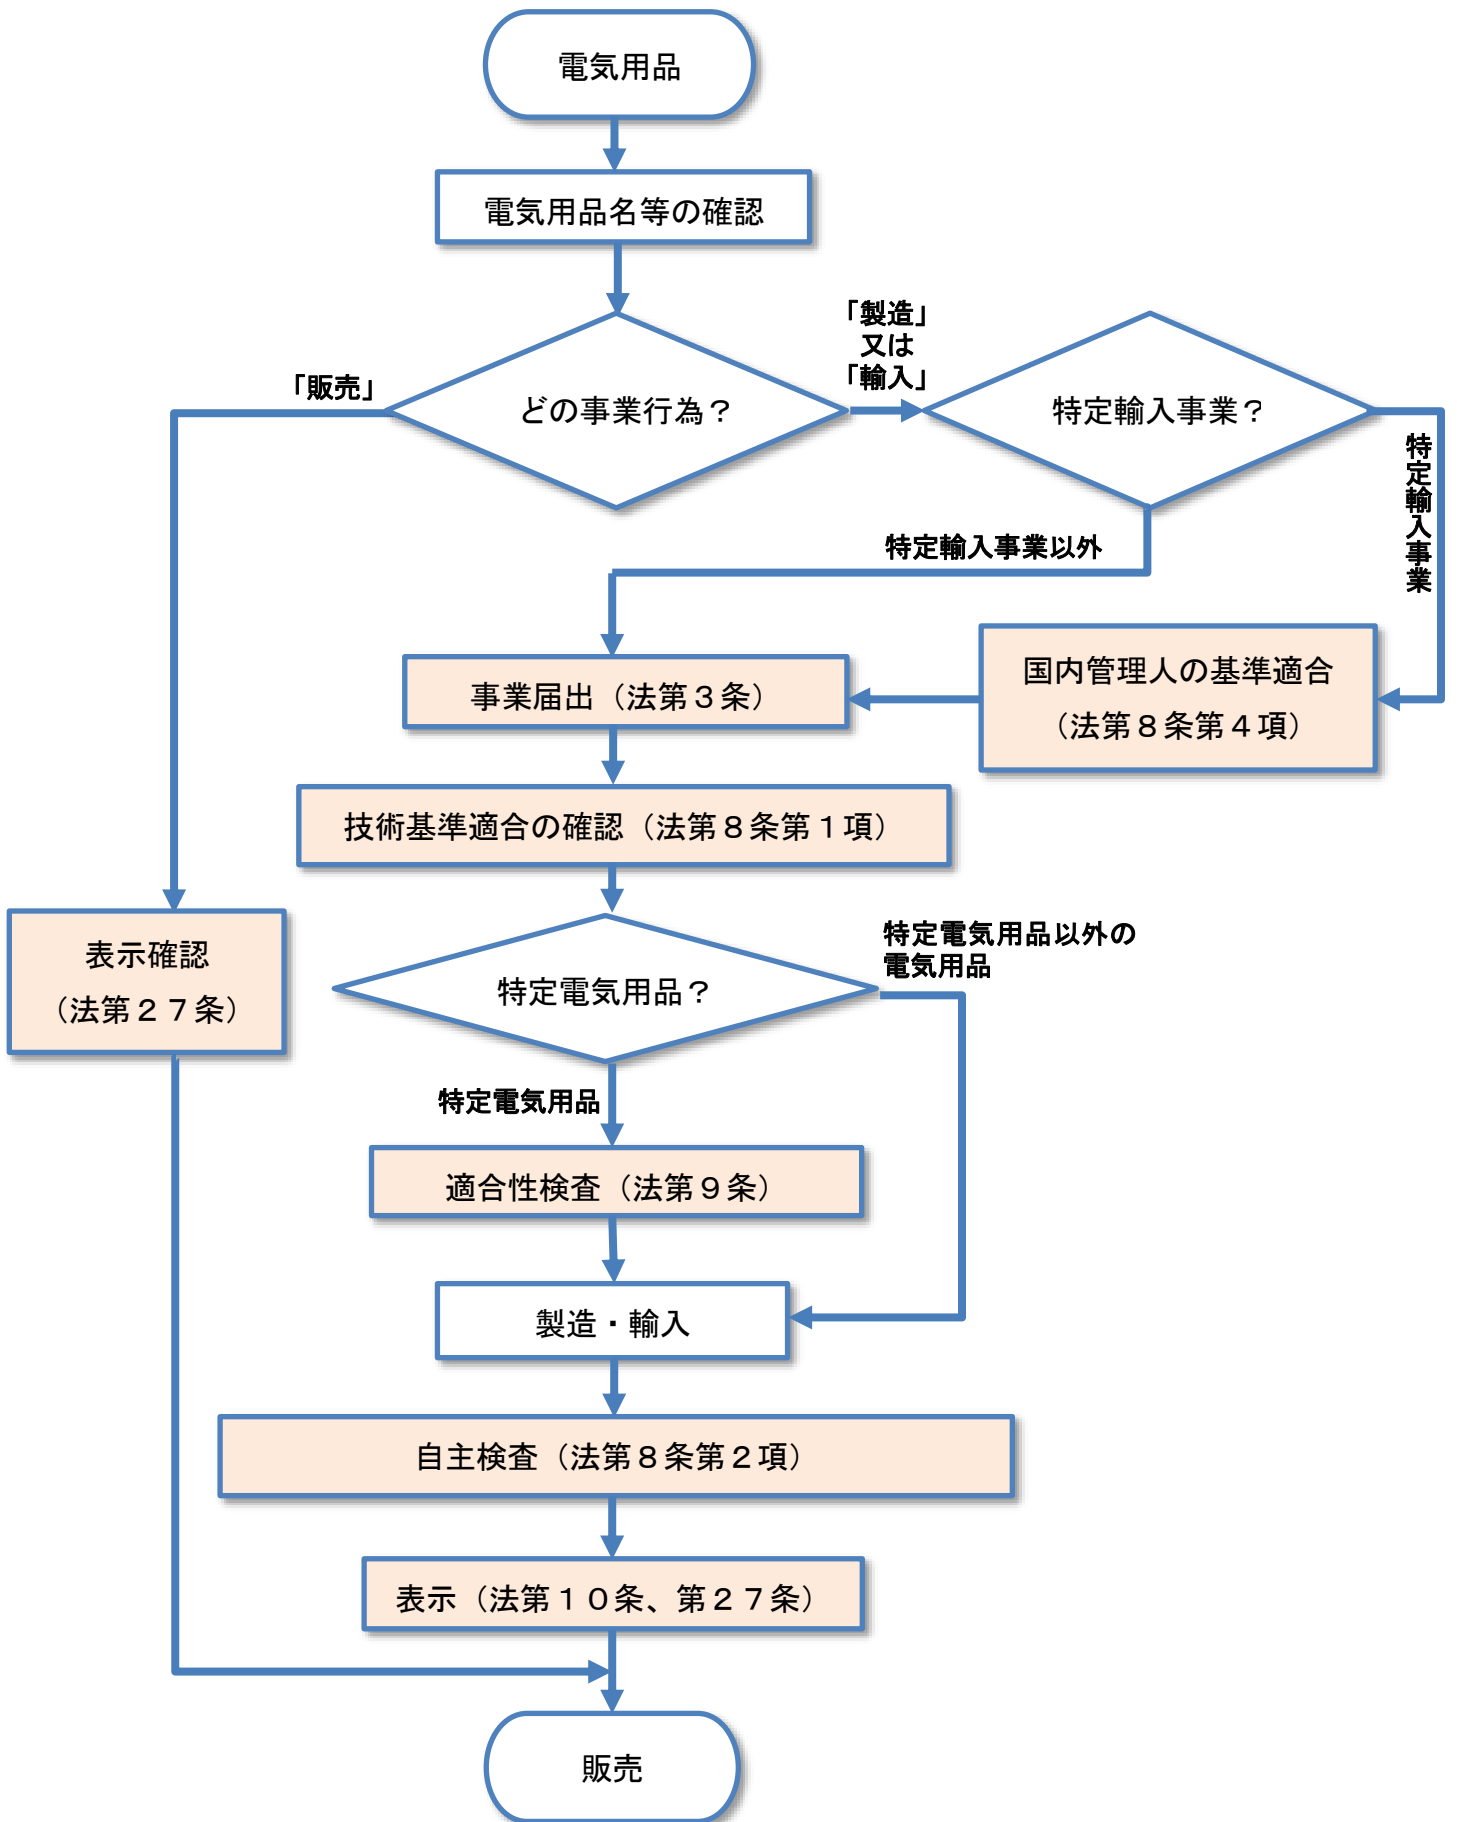 電気用品
電気用品名等の確認
どの事業行為？
「販売」
「製造」
又は
「輸入」
特定輸入事業？
特定輸入事業
特定輸入事業以外
国内管理人の基準適合
（法第８条第４項）
事業届出（法第３条）
技術基準適合の確認（法第８条第１項）
特定電気用品？
特定電気用品以外の
電気用品
表示確認
（法第２７条）
特定電気用品
適合性検査（法第９条）
製造・輸入
自主検査（法第８条第２項）
表示（法第１０条、第２７条）
販売